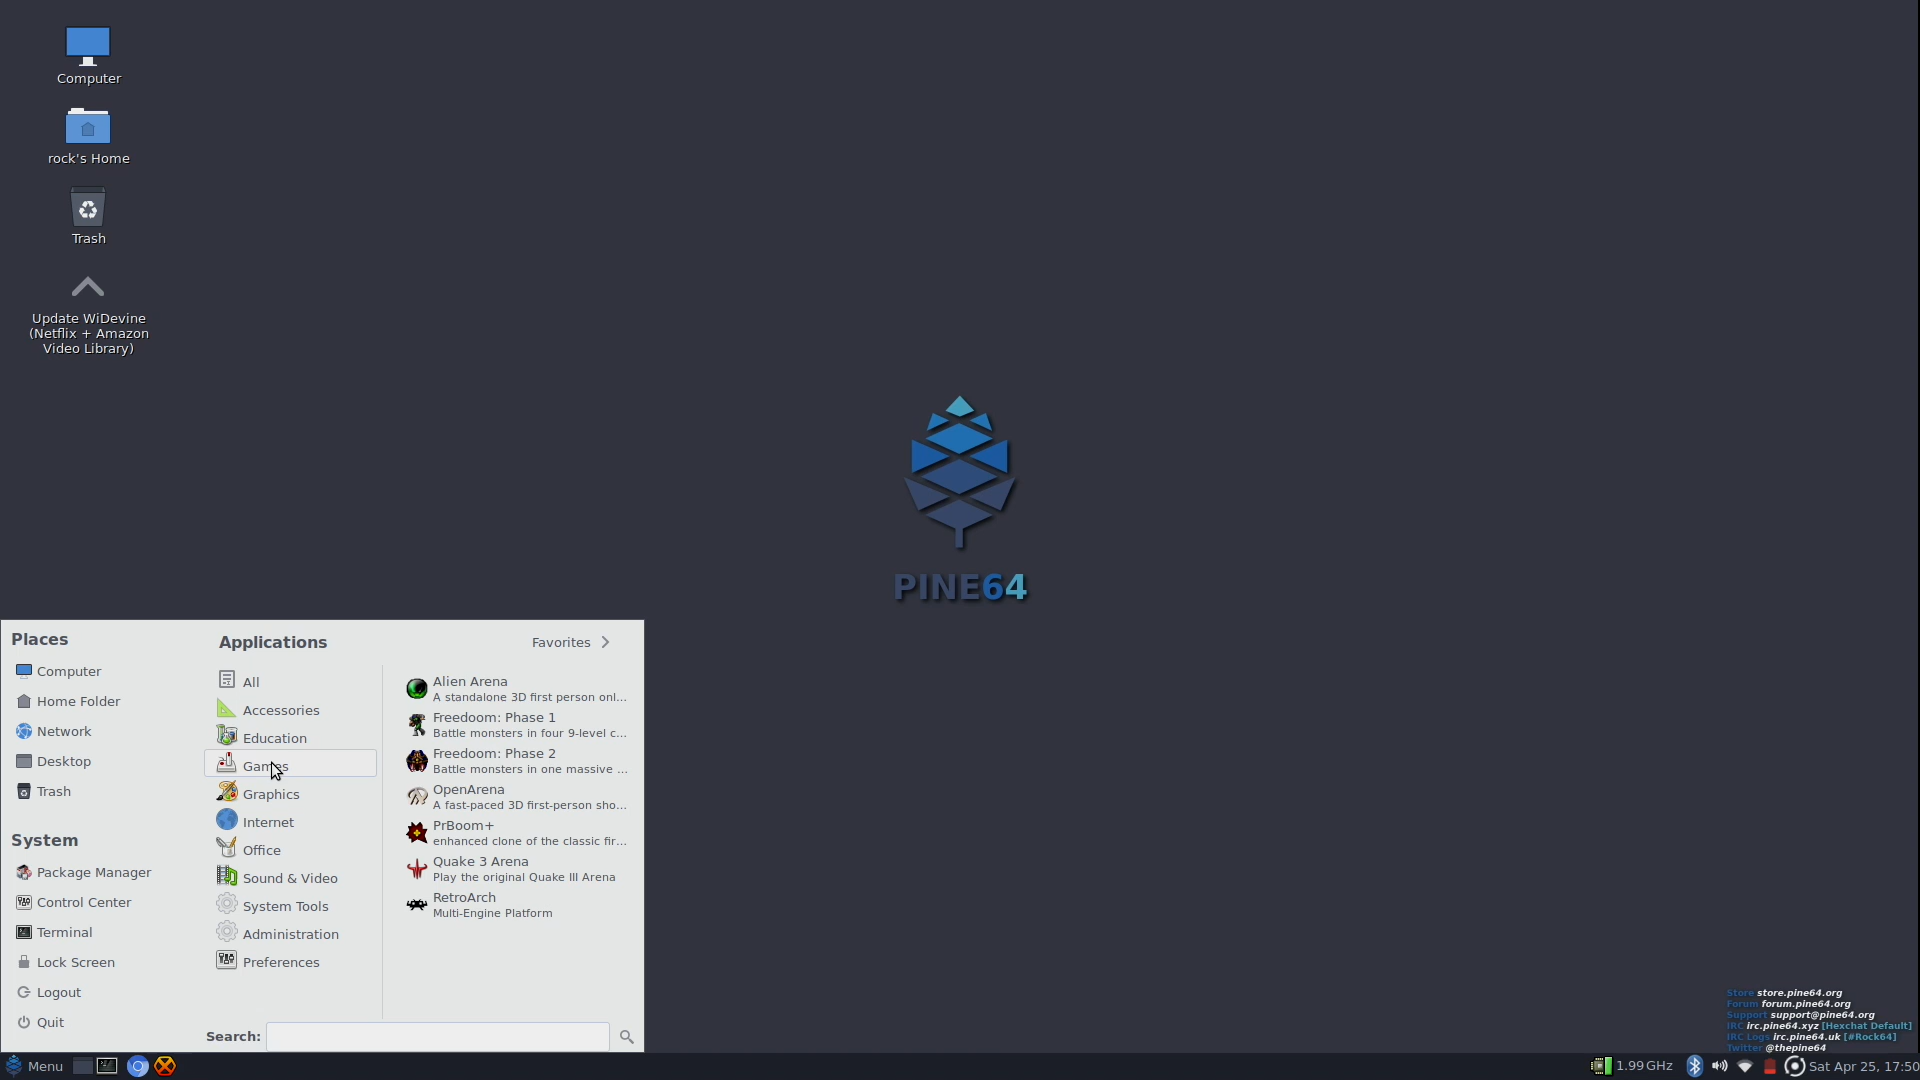 Computer
rock's Home
Trash
Update WiDevine
(Netflix + Amazon
Video Library)
PINE64
Places
Computer
Home Folder
Network
Desktop
Trash
System
Package Manager
Control Center
Terminal
Lock Screen
Logout
Quit
Applications
Favorites
All
Accessories
Education
Games
Graphics
Internet
Office
Sound & Video
System Tools
Administration
Preferences
Alien Arena
A standalone 3D first person onl...
Freedoom: Phase 1
Battle monsters in four 9-level c...
Freedoom: Phase 2
Battle monsters in one massive ...
OpenArena
A fast-paced 3D first-person sho...
PrBoom+
enhanced clone of the classic fir...
Quake 3 Arena
Play the original Quake III Arena
RetroArch
Multi-Engine Platform
Search:
Store store.pine64.org
Forum forum.pine64.org
Support support@pine64.org
IRC irc.pine64.xyz [Hexchat Default]
IRC Logs irc.pine64.uk [#Rock64]
Twitter @thepine64
Menu
1.99 GHz
Sat Apr 25, 17:50